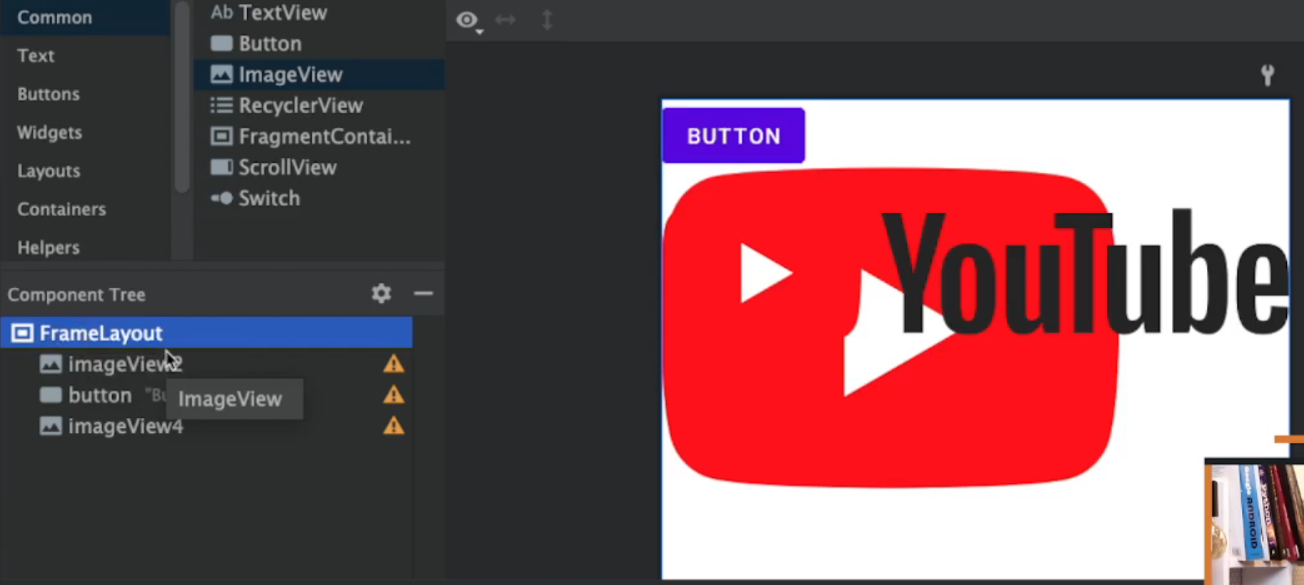 Common
Text
Buttons
Widgets
Layouts
Containers
Helpers
Ab TextView
Button
ImageView
RecyclerView
FragmentContai...
ScrollView
Switch
Component Tree
FrameLayout
imageView2
button "Bu
ImageView
imageView4
BUTTON
YouTube
ANDROID